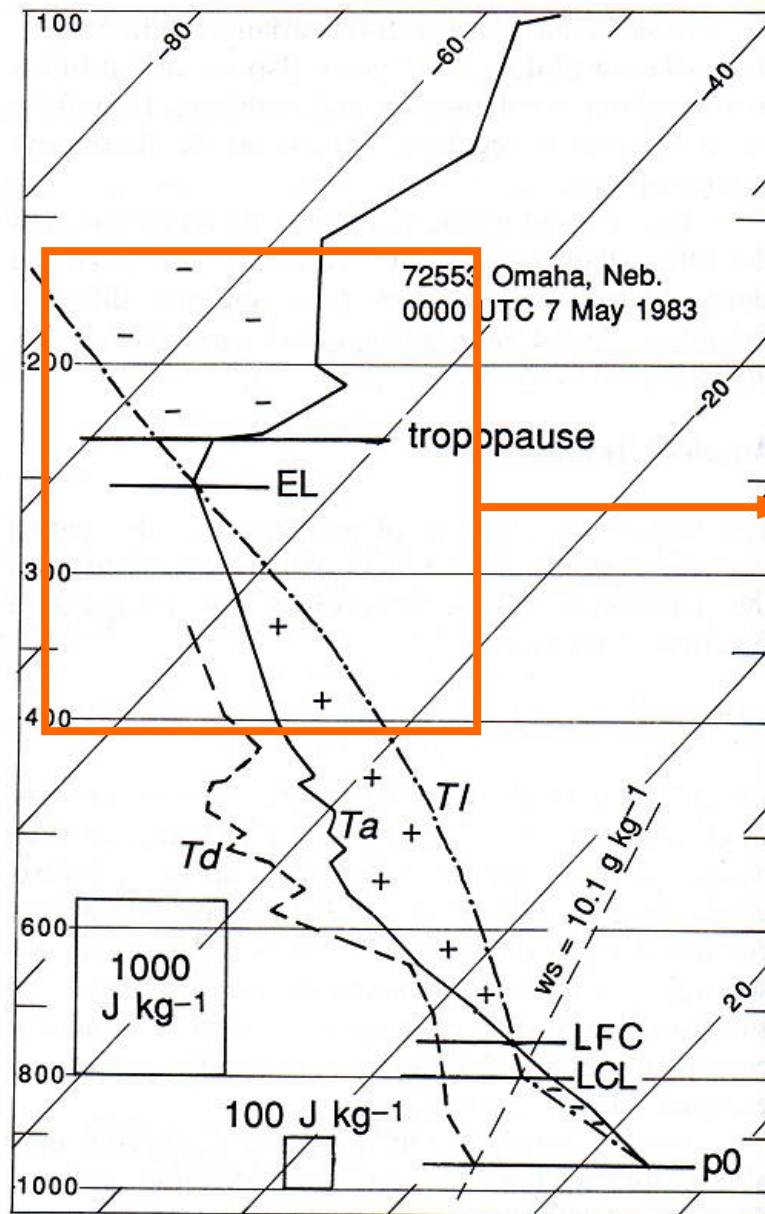 100
-80
-60
-40
72553 Omaha, Neb.
0000 UTC 7 May 1983
200
-20
tropopause
EL
300
400
Tl
Ta
Td
ws = 10.1 g kg–1
600
1000
J kg–1
20
LFC
800
LCL
100 J kg–1
p0
1000